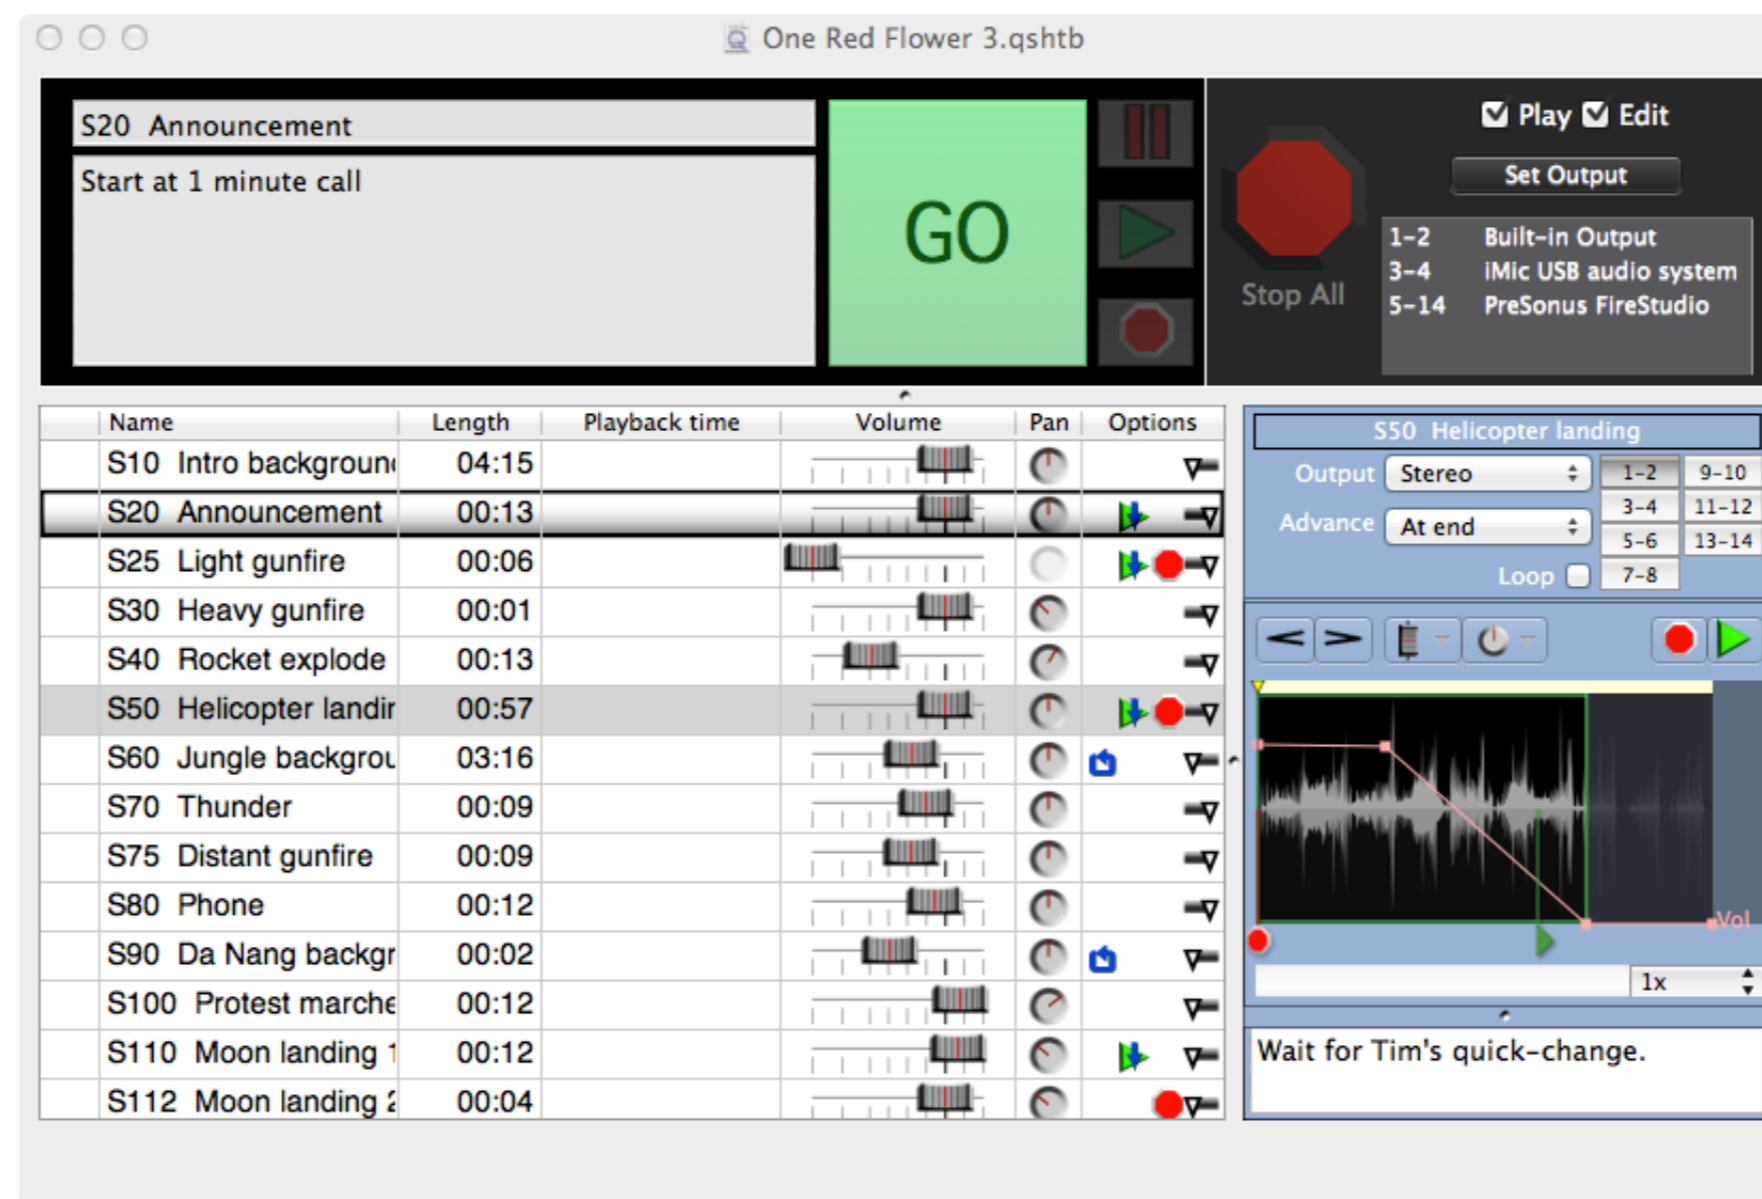 One Red Flower 3.qshtb
S20 Announcement
Start at 1 minute call
GO
Stop All
Play Edit
Set Output
1-2 Built-in Output
3-4 iMic USB audio system
5-14 PreSonus FireStudio
Name Length Playback time Volume Pan Options
S10 Intro backgroun
04:15
S20 Announcement 00:13
S25 Light gunfire 00:06
S30 Heavy gunfire 00:01
S40 Rocket explode 00:13
S50 Helicopter landin 00:57
S60 Jungle backgrou 03:16
S70 Thunder 00:09
S75 Distant gunfire 00:09
S80 Phone 00:12
S90 Da Nang backgr 00:02
S100 Protest marche 00:12
S110 Moon landing 1 00:12
S112 Moon landing 2 00:04
S50 Helicopter landing
Output Stereo 1-2 9-10
3-4 11-12
Advance At end
5-6 13-14
Loop 7-8
Vol
1x
Wait for Tim's quick-change.